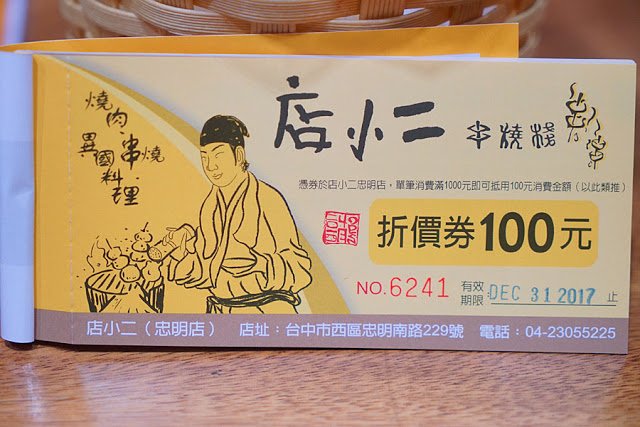 燒肉·串燒
異國料理
店小二 串燒棧
憑券於店小二忠明店，單筆消費滿1000元即可抵用100元消費金額（以此類推）
折價券100元
NO.6241 有效期限:DEC 31 2017 止
店小二（忠明店） 店址：台中市西區忠明南路229號 電話：04-23055225